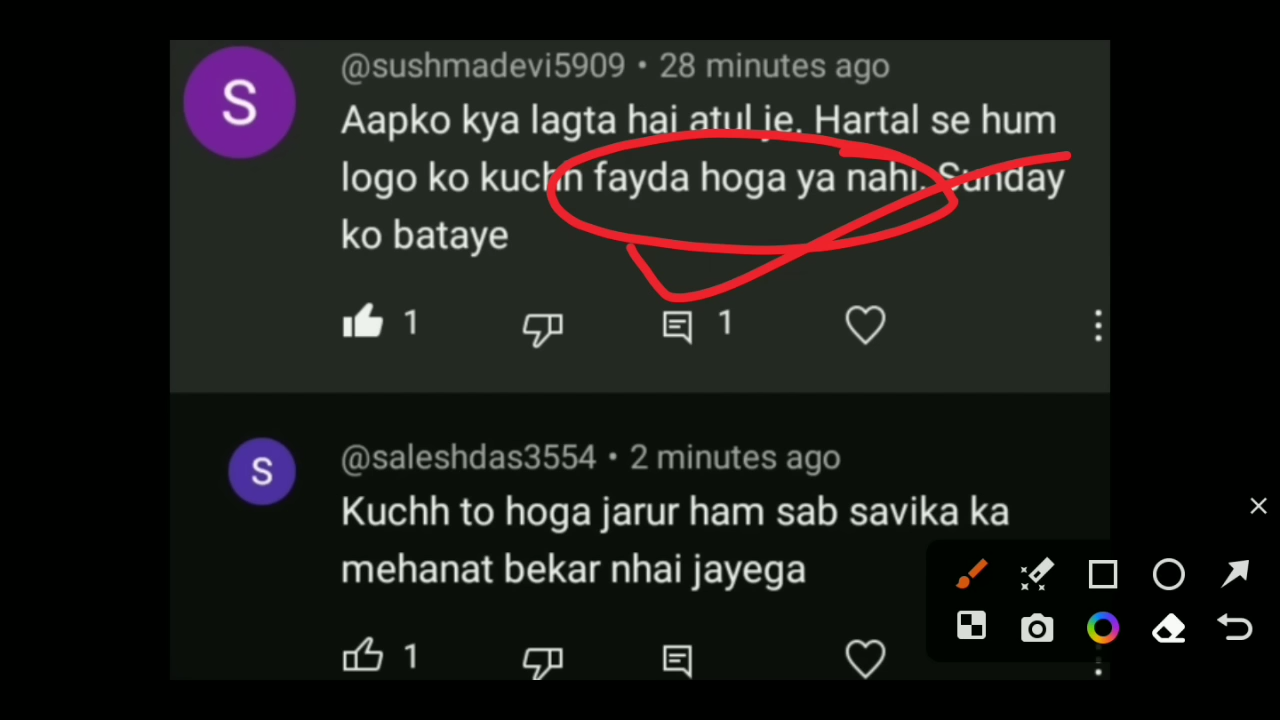 @sushmadevi5909 • 28 minutes ago
Aapko kya lagta hai atul je. Hartal se hum
logo ko kuchh fayda hoga ya nahi. Sunday
ko bataye
1
1
@saleshdas3554 • 2 minutes ago
Kuchh to hoga jarur ham sab savika ka
mehanat bekar nhai jayega
1